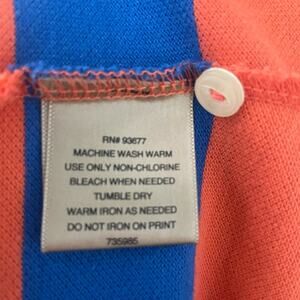 RN# 93677
MACHINE WASH WARM
USE ONLY NON-CHLORINE
BLEACH WHEN NEEDED
TUMBLE DRY
WARM IRON AS NEEDED
DO NOT IRON ON PRINT
735985